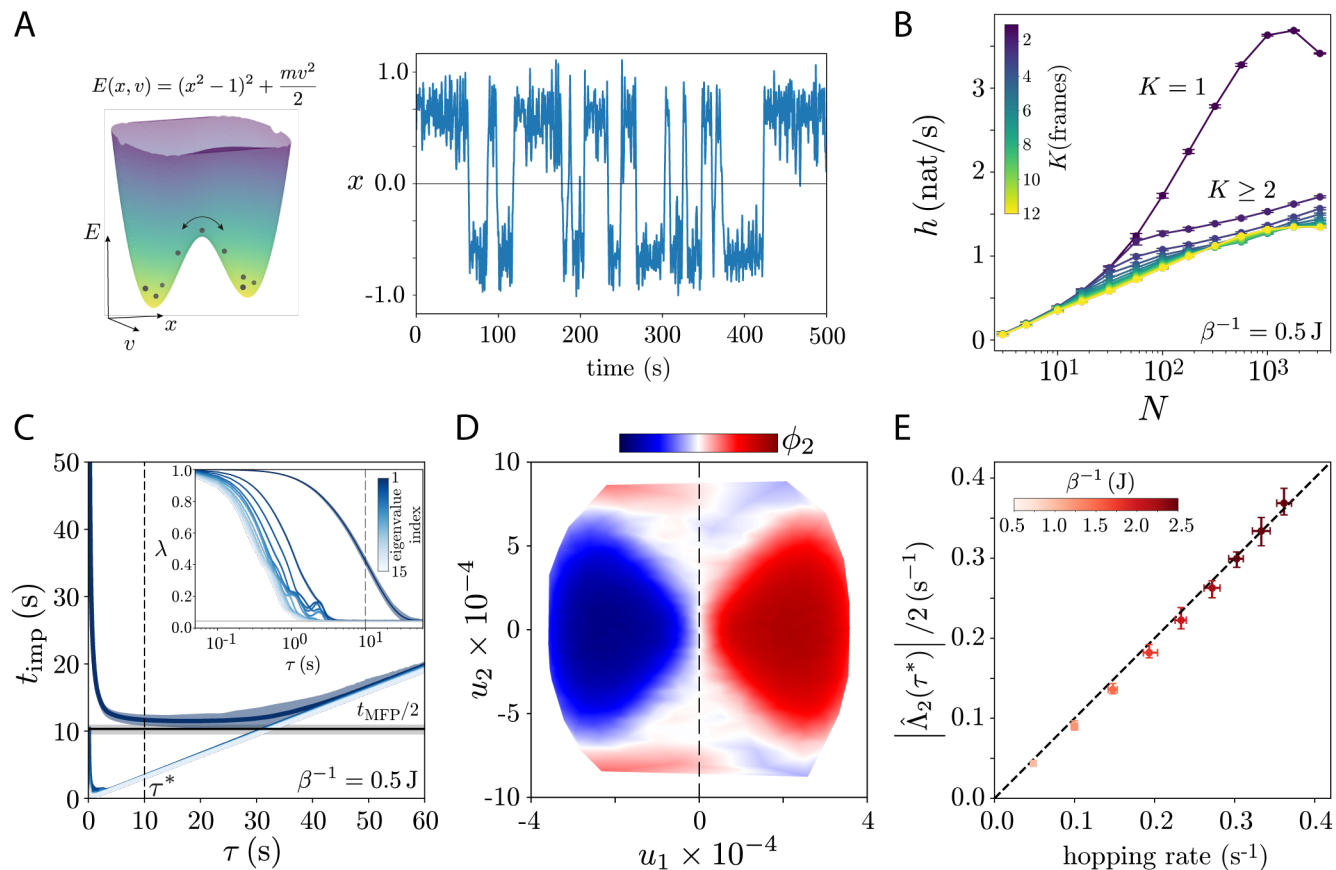 A
E(x, v) = (x² − 1)² + mv²/2
E
x
v
1.0
0.0
-1.0
x
0 100 200 300 400 500
time (s)
B
h (nat/s)
3
2
1
0
2
4
6
8
10
12
K(frames)
K = 1
K ≥ 2
β⁻¹ = 0.5 J
10¹ 10² 10³
N
C
t_imp (s)
50
40
30
20
10
0
1.0
0.8
0.6
0.4
0.2
0.0
λ
10⁻¹ 10⁰ 10¹
τ (s)
1
15
eigenvalue
index
t_MFP/2
τ*
β⁻¹ = 0.5 J
0 10 20 30 40 50 60
τ (s)
D
ϕ₂
10
5
0
-5
-10
u₂ × 10⁻⁴
-4 0 4
u₁ × 10⁻⁴
E
β⁻¹ (J)
0.5 1.0 1.5 2.0 2.5
|Λ̂₂(τ*)|/2 (s⁻¹)
0.4
0.3
0.2
0.1
0.0
0.0 0.1 0.2 0.3 0.4
hopping rate (s⁻¹)